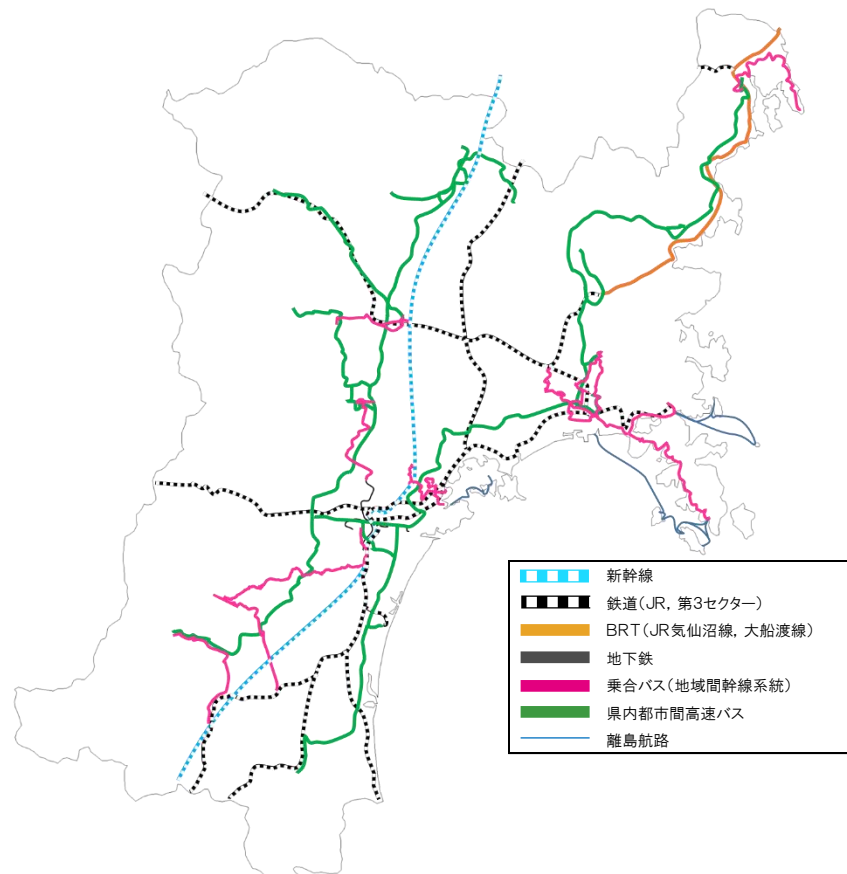 新幹線
鉄道(JR，第3セクター)
BRT(JR気仙沼線，大船渡線)
地下鉄
乗合バス(地域間幹線系統)
県内都市間高速バス
離島航路